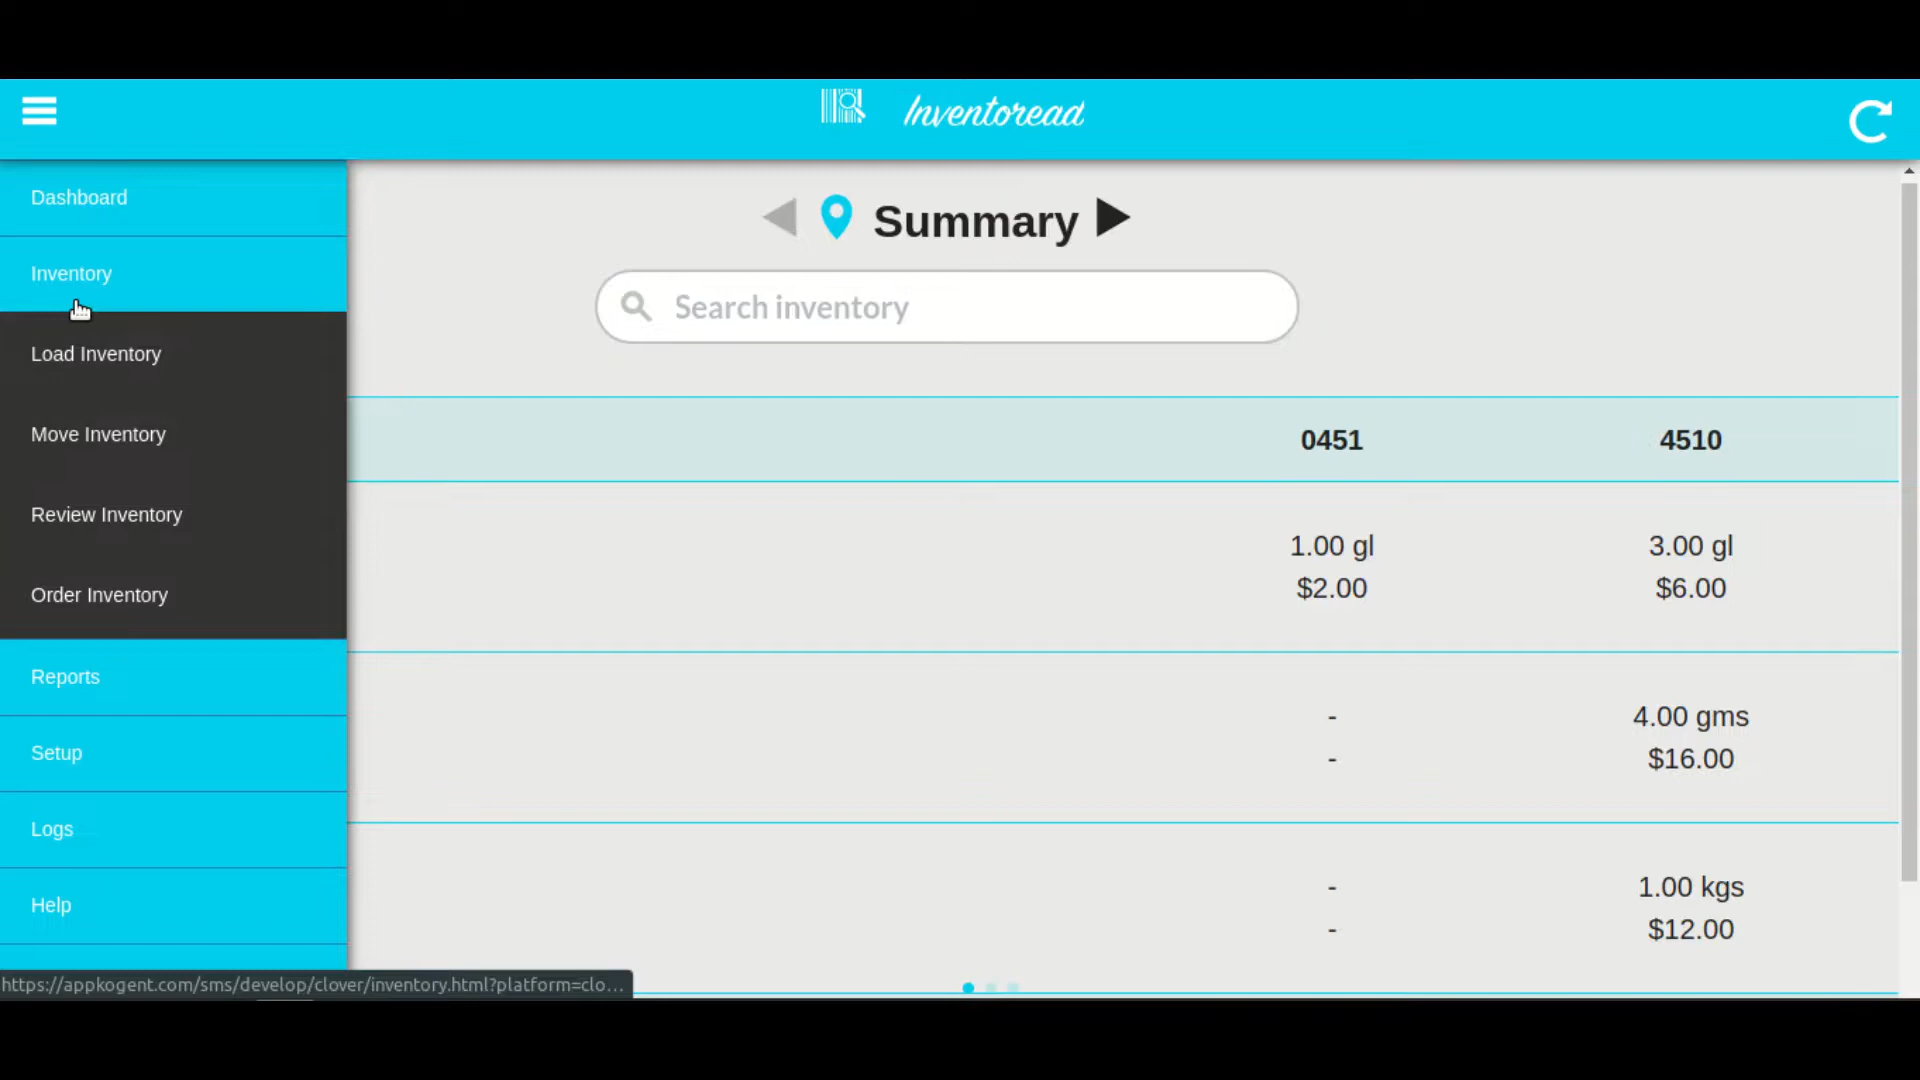 Inventoread
Dashboard
Inventory
Load Inventory
Move Inventory
Review Inventory
Order Inventory
Reports
Setup
Logs
Help
Summary
Search inventory
0451 4510
1.00 gl 3.00 gl
$2.00 $6.00
- 4.00 gms
- $16.00
- 1.00 kgs
- $12.00
https://appkogent.com/sms/develop/clover/inventory.html?platform=clo...